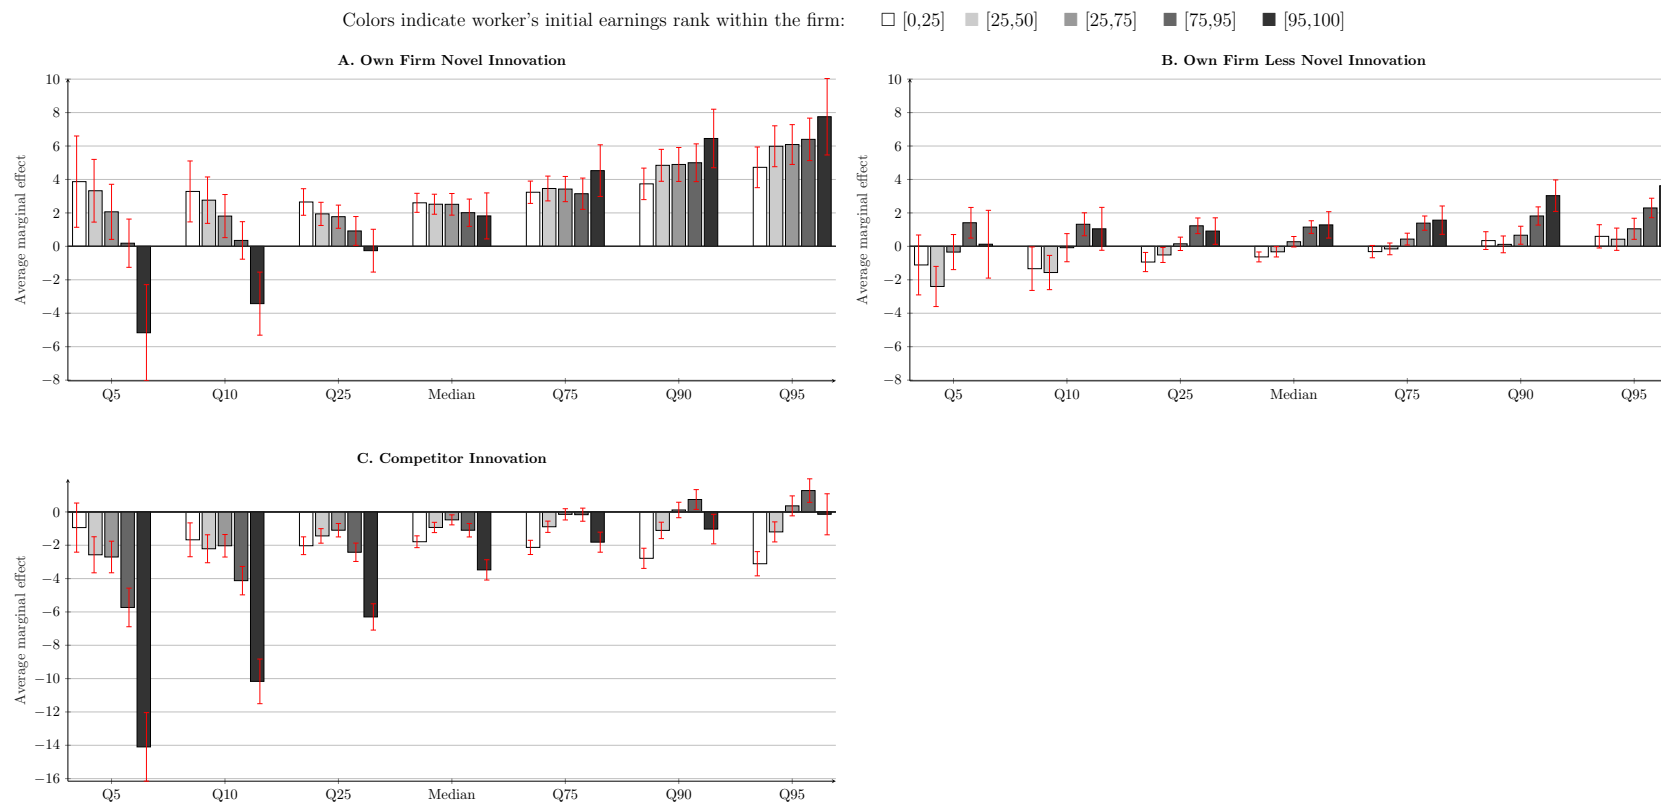 Colors indicate worker's initial earnings rank within the firm: [0,25] [25,50] [25,75] [75,95] [95,100]
A. Own Firm Novel Innovation
Average marginal effect
10
8
6
4
2
0
−2
−4
−6
−8
Q5 Q10 Q25 Median Q75 Q90 Q95
B. Own Firm Less Novel Innovation
Average marginal effect
10
8
6
4
2
0
−2
−4
−6
−8
Q5 Q10 Q25 Median Q75 Q90 Q95
C. Competitor Innovation
Average marginal effect
0
−2
−4
−6
−8
−10
−12
−14
−16
Q5 Q10 Q25 Median Q75 Q90 Q95